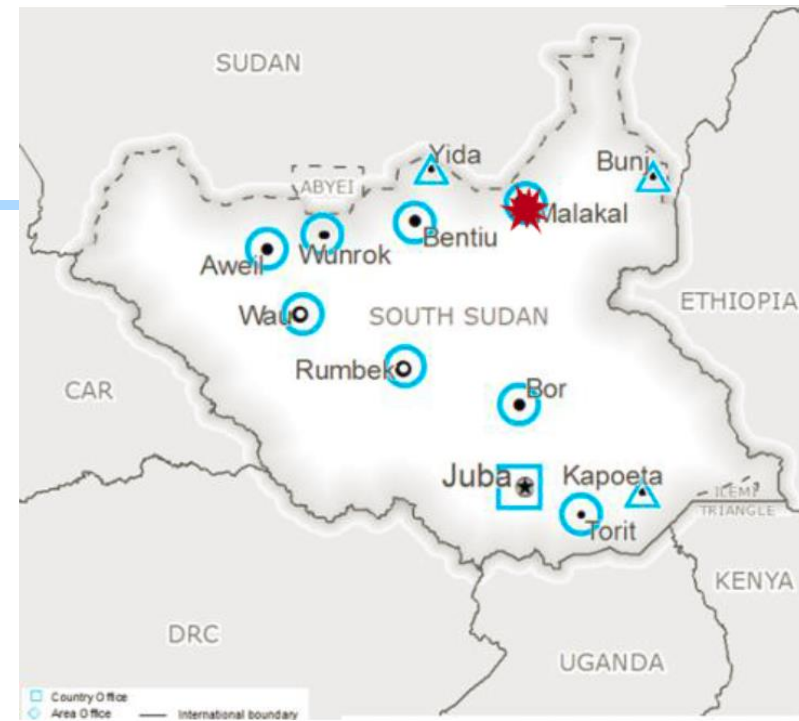 SUDAN
Yida
Bunj
ABYEI
Malakal
Bentiu
Wunrok
Aweil
ETHIOPIA
Wau
SOUTH SUDAN
Rumbek
CAR
Bor
Juba
Kapoeta
ILEMI
TRIANGLE
Torit
KENYA
DRC
UGANDA
Country Office
Area Office
International boundary